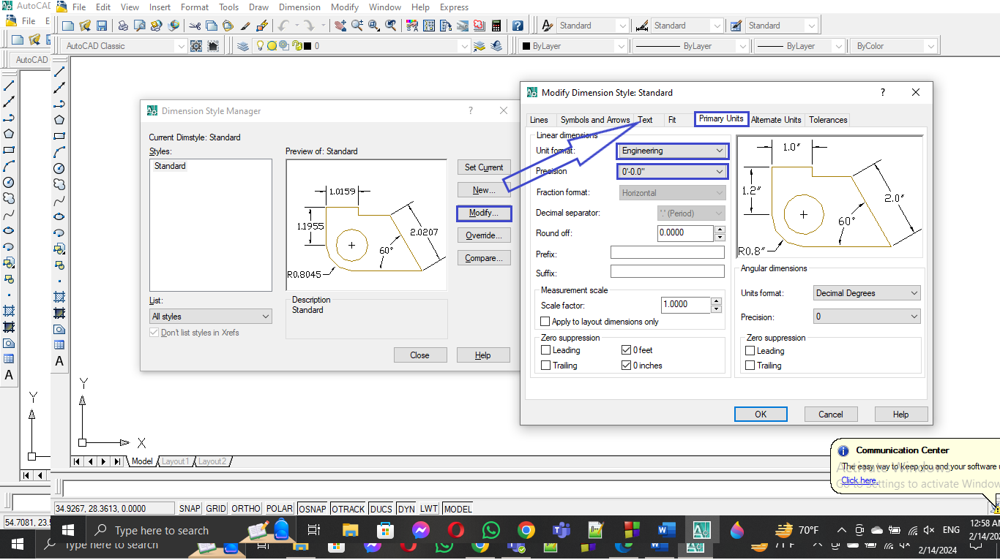 AutoCAD
File Edit View Insert Format Tools Draw Dimension Modify Window Help Express
File E
Standard Standard Standard
AutoCAD Classic 0 ByLayer ByLayer ByLayer ByColor
AutoCAD
Dimension Style Manager ?
Current Dimstyle: Standard
Styles: Preview of: Standard
Standard
1.0159
1.1955
2.0207
60°
R0.8045
Set Current
New...
Modify...
Override...
Compare...
List:
All styles
Don't list styles in Xrefs
Description
Standard
Close Help
Modify Dimension Style: Standard ?
Lines Symbols and Arrows Text Fit Primary Units Alternate Units Tolerances
Linear dimensions
Unit format: Engineering
Precision 0'-0.0"
Fraction format: Horizontal
Decimal separator: '.' (Period)
Round off: 0.0000
Prefix:
Suffix:
Measurement scale
Scale factor: 1.0000
Apply to layout dimensions only
Zero suppression
Leading 0 feet
Trailing 0 inches
1.0"
1.2"
2.0"
60°
R0.8"
Angular dimensions
Units format: Decimal Degrees
Precision: 0
Zero suppression
Leading
Trailing
OK Cancel Help
A
A
Y
X
Y
Model Layout1 Layout2
Communication Center
The easy way to keep you and your software
Click here.
Activate Windows
Go to Settings to activate Window
34.9267, 28.3613, 0.0000 SNAP GRID ORTHO POLAR OSNAP OTRACK DUCS DYN LWT MODEL
54.7081, 23.5
Type here to search
70°F ENG 12:58 A
2/14/202
Type here to search
71°F
2/14/2024